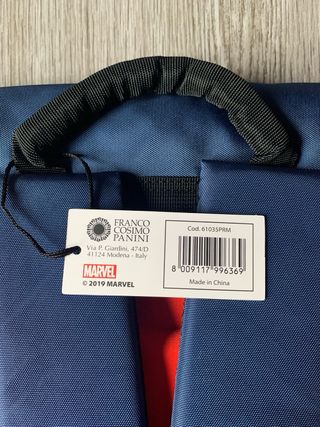 FRANCO
COSIMO
PANINI
Via P. Giardini, 474/D
41124 Modena - Italy
MARVEL
© 2019 MARVEL
Cod. 61035PRM
8 009117 996369
Made in China